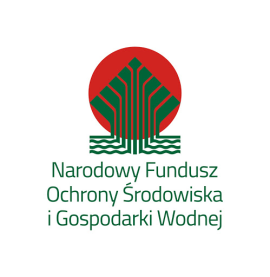 Narodowy Fundusz
Ochrony Środowiska
i Gospodarki Wodnej